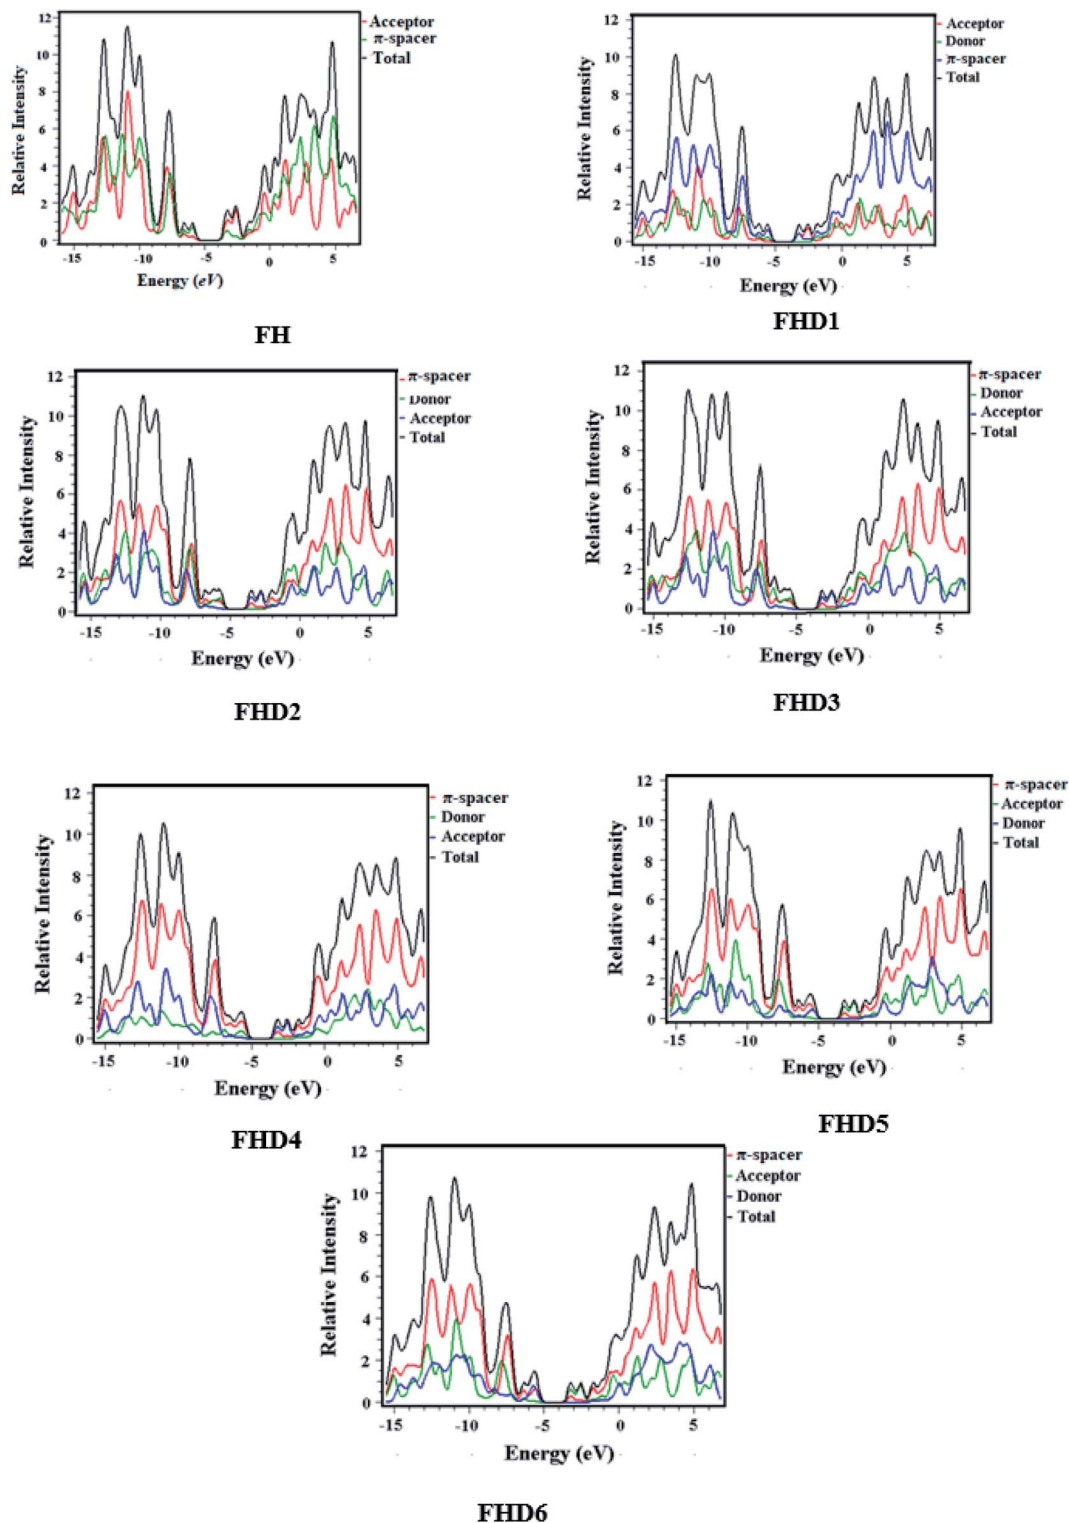 12
10
8
6
4
2
0
Relative Intensity
-15
-10
-5
0
5
Energy (eV)
Acceptor
π-spacer
Total
FH
12
10
8
6
4
2
0
Relative Intensity
-15
-10
-5
0
5
Energy (eV)
Acceptor
Donor
π-spacer
Total
FHD1
12
10
8
6
4
2
0
Relative Intensity
-15
-10
-5
0
5
Energy (eV)
π-spacer
Donor
Acceptor
Total
FHD2
12
10
8
6
4
2
0
Relative Intensity
-15
-10
-5
0
5
Energy (eV)
π-spacer
Donor
Acceptor
Total
FHD3
12
10
8
6
4
2
0
Relative Intensity
-15
-10
-5
0
5
Energy (eV)
π-spacer
Donor
Acceptor
Total
FHD4
12
10
8
6
4
2
0
Relative Intensity
-15
-10
-5
0
5
Energy (eV)
π-spacer
Acceptor
Donor
Total
FHD5
12
10
8
6
4
2
0
Relative Intensity
-15
-10
-5
0
5
Energy (eV)
π-spacer
Acceptor
Donor
Total
FHD6